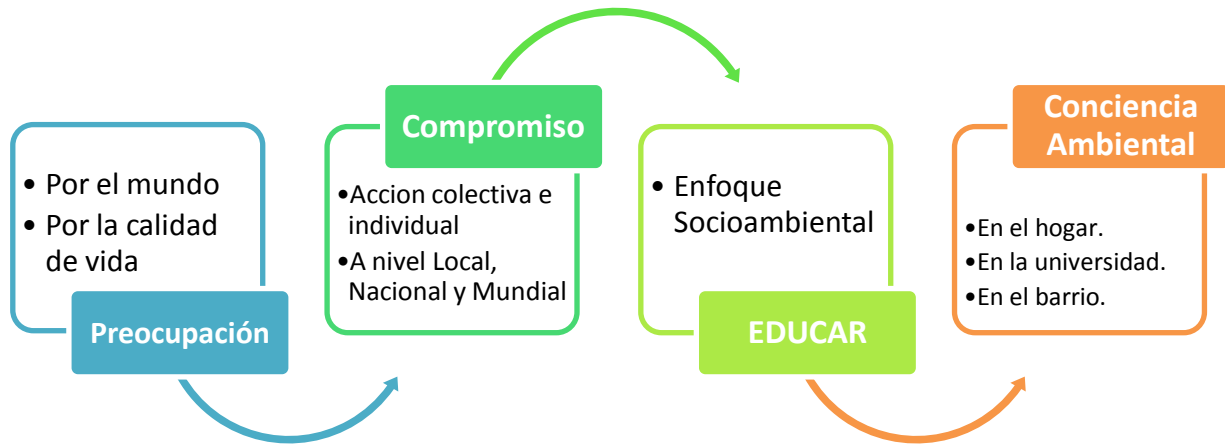 • Por el mundo
• Por la calidad
de vida
Preocupación
Compromiso
•Accion colectiva e
individual
•A nivel Local,
Nacional y Mundial
• Enfoque
Socioambiental
EDUCAR
Conciencia
Ambiental
•En el hogar.
•En la universidad.
•En el barrio.